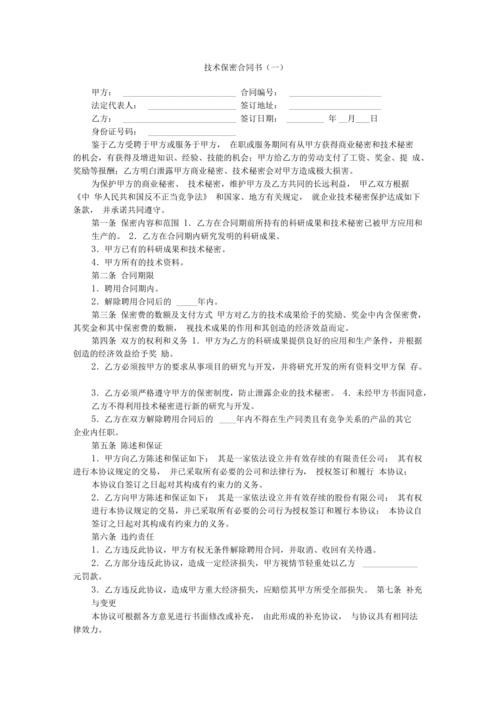 技术保密合同书（一）
甲方： ___________________________ 合同编号： ______________________
法定代表人： _____________________ 签订地址： ______________________
乙方： ___________________________ 签订日期： _________ 年 __月___日
身份证号码： _____________________
鉴于乙方受聘于甲方或服务于甲方， 在职或服务期间有从甲方获得商业秘密和技术秘密
的机会，有获得及增进知识、经验、技能的机会；甲方给乙方的劳动支付了工资、奖金、提 成、
奖励等报酬；乙方明白泄露甲方商业秘密、技术秘密会对甲方造成极大损害。
为保护甲方的商业秘密、 技术秘密，维护甲方及乙方共同的长远利益， 甲乙双方根据
《中 华人民共和国反不正当竞争法》 和国家、地方有关规定， 就企业技术秘密保护达成如下
条款， 并承诺共同遵守。
第一条 保密内容和范围 1．乙方在合同期前所持有的科研成果和技术秘密已被甲方应用和
生产的。 2．乙方在合同期内研究发明的科研成果。
3．甲方已有的科研成果和技术秘密。
4．甲方所有的技术资料。
第二条 合同期限
1．聘用合同期内。
2．解除聘用合同后的 _____年内。
第三条 保密费的数额及支付方式 甲方对乙方的技术成果给予的奖励、奖金中内含保密费，
其奖金和其中保密费的数额， 视技术成果的作用和其创造的经济效益而定。
第四条 双方的权利和义务 1．甲方为乙方的科研成果提供良好的应用和生产条件，并根据
创造的经济效益给予奖 励。
2．乙方必须按甲方的要求从事项目的研究与开发，并将研究开发的所有资料交甲方保 存。
3．乙方必须严格遵守甲方的保密制度，防止泄露企业的技术秘密。 4．未经甲方书面同意，
乙方不得利用技术秘密进行新的研究与开发。
5．乙方在双方解除聘用合同后的 ____年内不得在生产同类且有竞争关系的产品的其它
企业内任职。
第五条 陈述和保证
1．甲方向乙方陈述和保证如下： 其是一家依法设立并有效存续的有限责任公司； 其有权
进行本协议规定的交易， 并已采取所有必要的公司和法律行为， 授权签订和履行 本协议；
本协议自签订之日起对其构成有约束力的义务。
2．乙方向甲方陈述和保证如下： 其是一家依法设立并有效存续的股份有限公司； 其有权
进行本协议规定的交易，并已采取所有必要的公司行为授权签订和履行本协议； 本协议自
签订之日起对其构成有约束力的义务。
第六条 违约责任
1．乙方违反此协议，甲方有权无条件解除聘用合同，并取消、收回有关待遇。
2．乙方部分违反此协议，造成一定经济损失，甲方视情节轻重处以乙方 _____________
元罚款。
3．乙方违反此协议，造成甲方重大经济损失，应赔偿其甲方所受全部损失。 第七条 补充
与变更
本协议可根据各方意见进行书面修改或补充， 由此形成的补充协议， 与协议具有相同法
律效力。